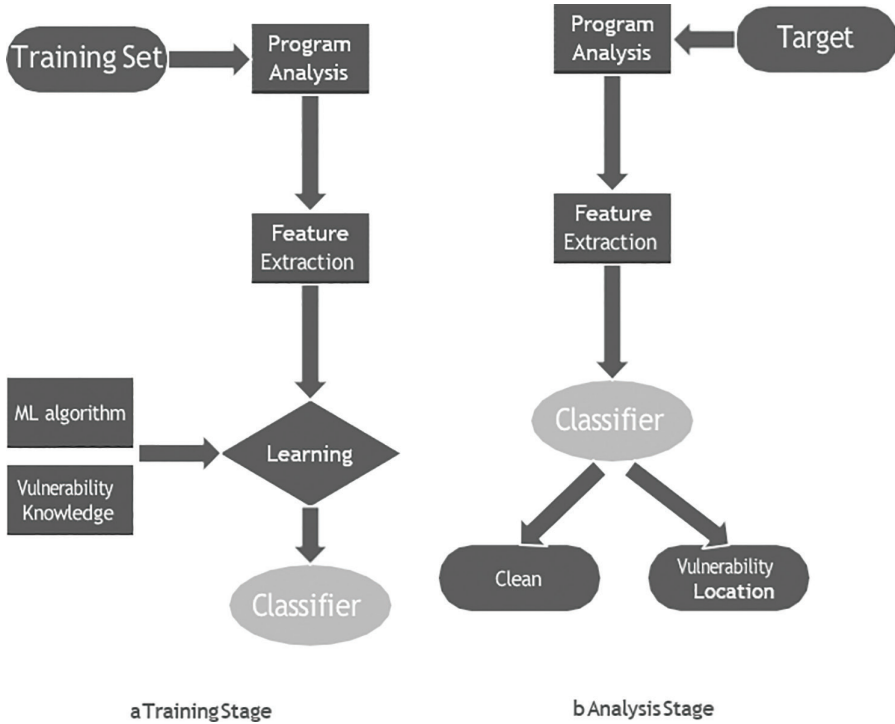 Training Set
Program
Analysis
Feature
Extraction
ML algorithm
Vulnerability
Knowledge
Learning
Classifier
a Training Stage
Program
Analysis
Target
Feature
Extraction
Classifier
Clean
Vulnerability
Location
b Analysis Stage